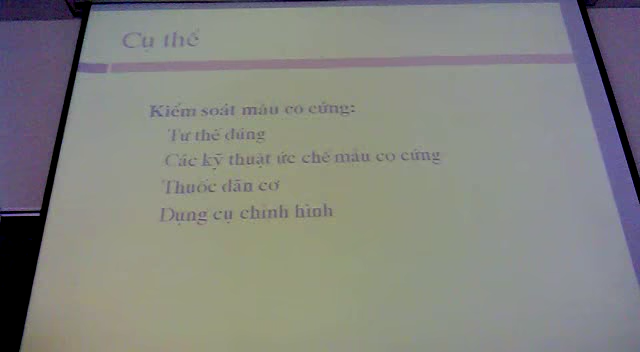 Cụ thể
Kiểm soát mẫu co cứng:
Tư thế đúng
Các kỹ thuật ức chế mẫu co cứng
Thuốc dãn cơ
Dụng cụ chỉnh hình